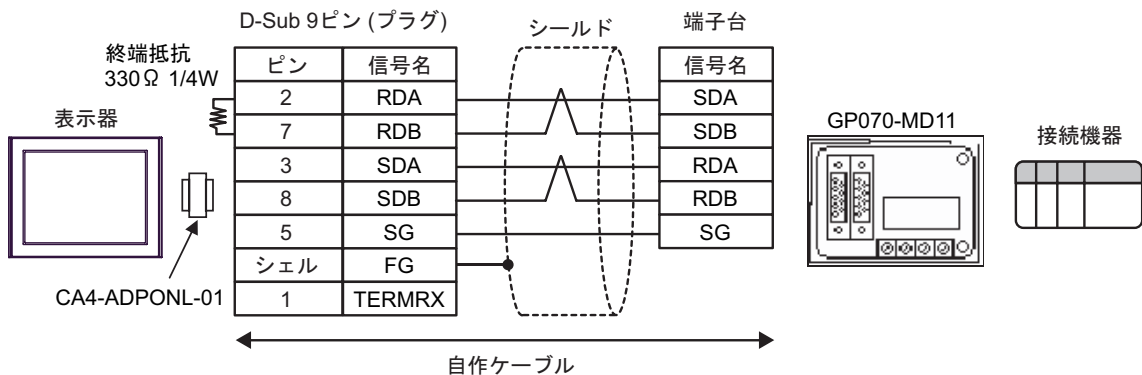 D-Sub 9ピン (プラグ)
シールド
端子台
終端抵抗
330Ω 1/4W
ピン 信号名 信号名
2 RDA SDA
7 RDB SDB
3 SDA RDA
8 SDB RDB
5 SG SG
シェル FG
1 TERMRX
表示器
CA4-ADPONL-01
GP070-MD11
接続機器
自作ケーブル